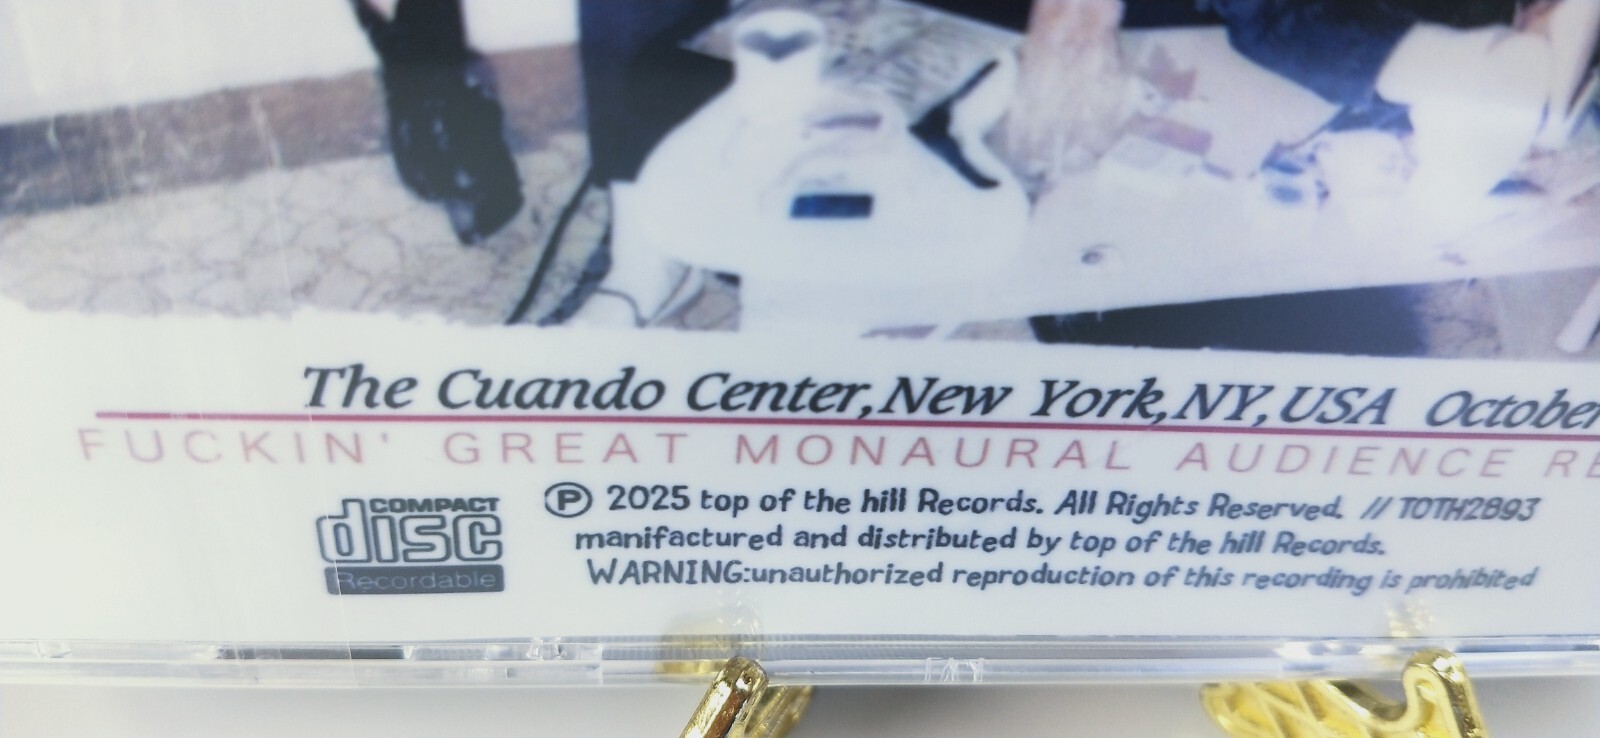 The Cuando Center, New York, NY, USA October
FUCKIN' GREAT MONAURAL AUDIENCE RE
COMPACT
disc
Recordable
Ⓟ 2025 top of the hill Records. All Rights Reserved. // TOTH2B93
manifactured and distributed by top of the hill Records.
WARNING:unauthorized reproduction of this recording is prohibited